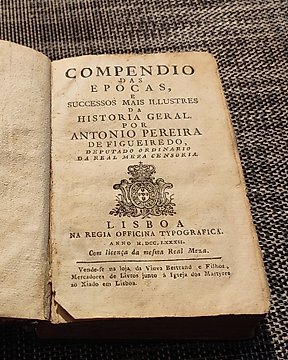 COMPENDIO
DAS
EPOCAS,
E
SUCCESSOS MAIS ILLUSTRES
DA
HISTORIA GERAL.
POR
ANTONIO PEREIRA
DE FIGUEIREDO,
DEPUTADO ORDINARIO
DA REAL MEZA CENSORIA.
LISBOA
NA REGIA OFFICINA TYPOGRAFICA.
ANNO M. DCC. LXXXII.
Com licença da mesma Real Meza.
Vende-se na loja da Viuva Bertrand e Filhos,
Mercadores de Livros junto á Igreja dos Martyres
ao Xiado em Lisboa.